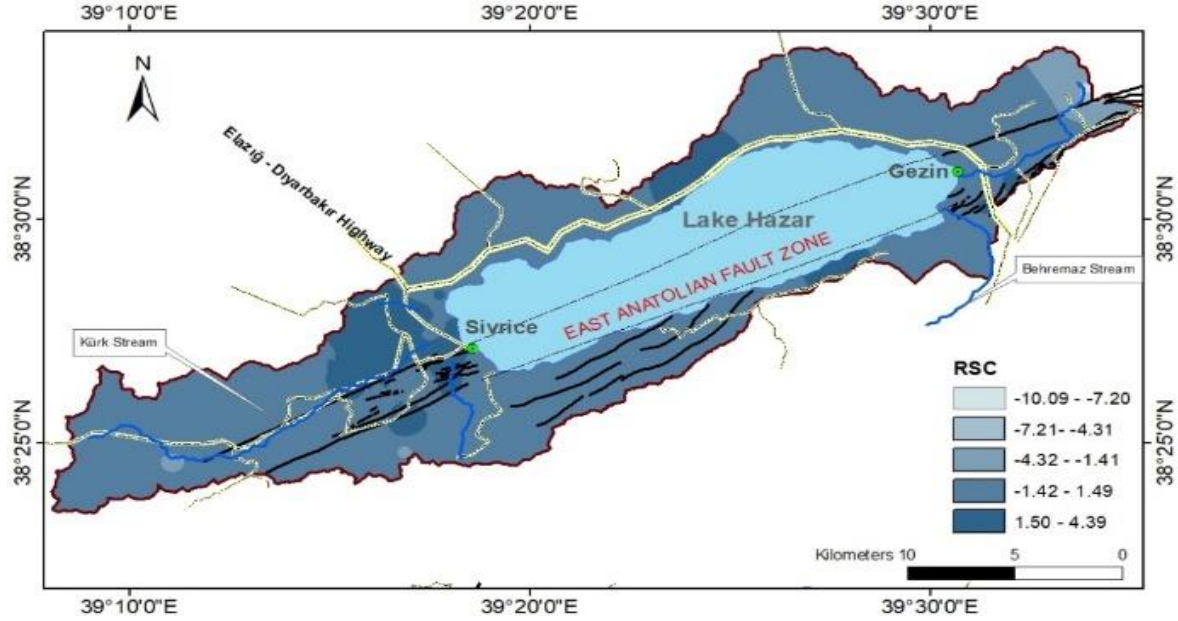 39°10'0"E
39°20'0"E
39°30'0"E
N
Elazığ - Diyarbakır Highway
38°30'0"N
38°30'0"N
Gezin
Lake Hazar
EAST ANATOLIAN FAULT ZONE
Behremaz Stream
Siyrice
Kürk Stream
38°25'0"N
38°25'0"N
RSC
-10.09 - -7.20
-7.21- -4.31
-4.32 - -1.41
-1.42 - 1.49
1.50 - 4.39
Kilometers 10 5 0
39°10'0"E
39°20'0"E
39°30'0"E